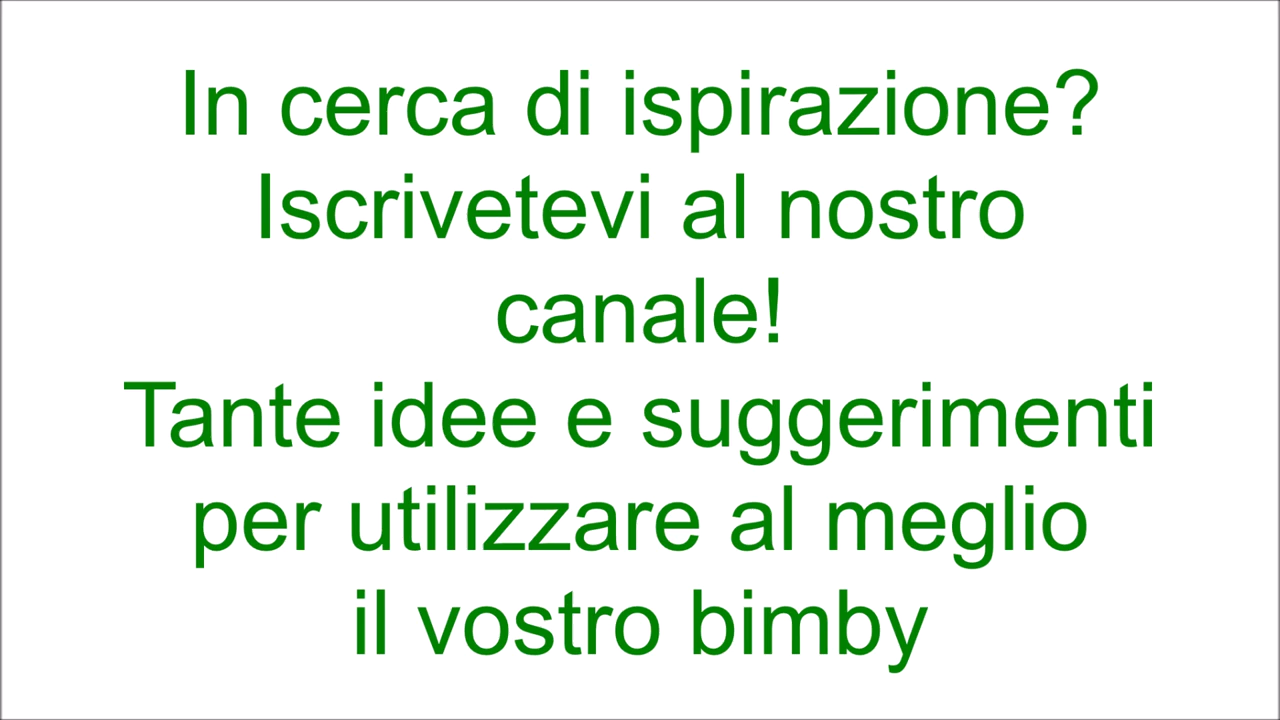 In cerca di ispirazione?
Iscrivetevi al nostro
canale!
Tante idee e suggerimenti
per utilizzare al meglio
il vostro bimby